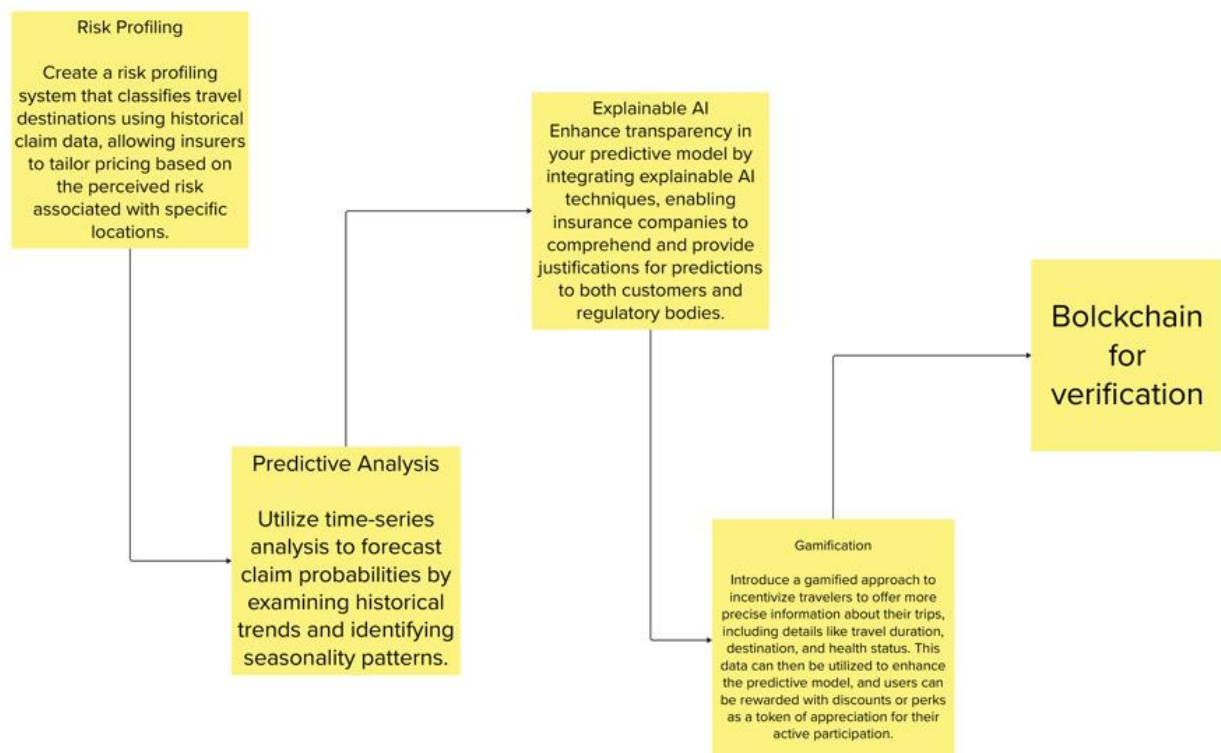 Risk Profiling
Create a risk profiling
system that classifies travel
destinations using historical
claim data, allowing insurers
to tailor pricing based on
the perceived risk
associated with specific
locations.
Predictive Analysis
Utilize time-series
analysis to forecast
claim probabilities by
examining historical
trends and identifying
seasonality patterns.
Explainable AI
Enhance transparency in
your predictive model by
integrating explainable AI
techniques, enabling
insurance companies to
comprehend and provide
justifications for predictions
to both customers and
regulatory bodies.
Gamification
Introduce a gamified approach to
incentivize travelers to offer more
precise information about their trips,
including details like travel duration,
destination, and health status. This
data can then be utilized to enhance
the predictive model, and users can
be rewarded with discounts or perks
as a token of appreciation for their
active participation.
Bolckchain
for
verification